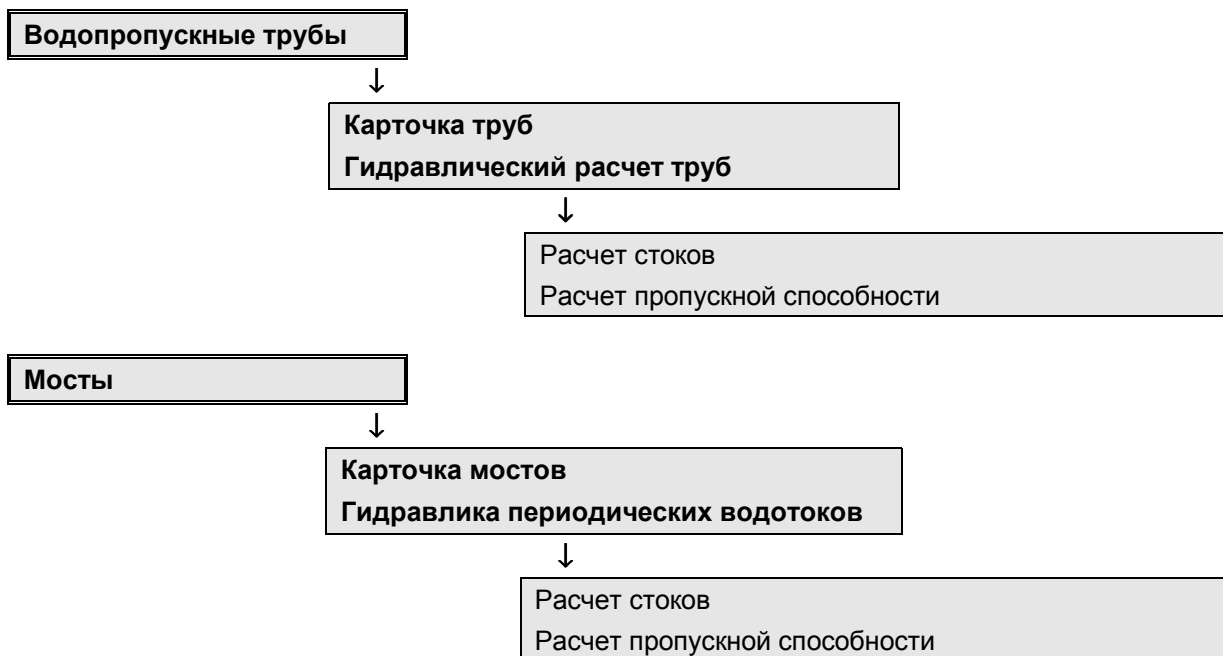 Водопропускные трубы
↓
Карточка труб
Гидравлический расчет труб
↓
Расчет стоков
Расчет пропускной способности
Мосты
↓
Карточка мостов
Гидравлика периодических водотоков
↓
Расчет стоков
Расчет пропускной способности